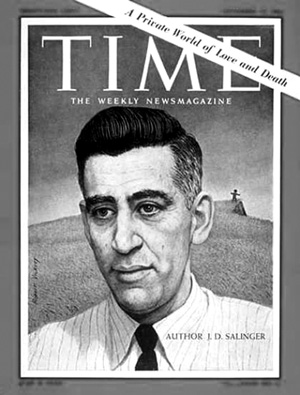 A Private World of Love and Death
TIME
THE WEEKLY NEWSMAGAZINE
AUTHOR J. D. SALINGER